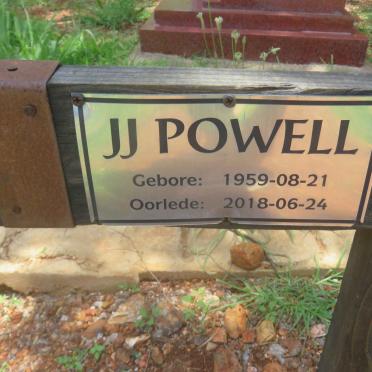 JJ POWELL
Gebore: 1959-08-21
Oorlede: 2018-06-24